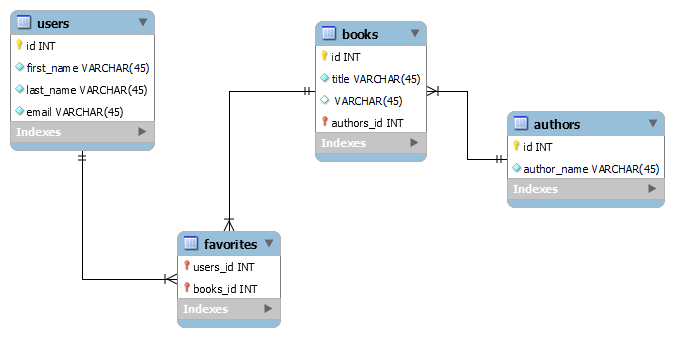 users
id INT
first_name VARCHAR(45)
last_name VARCHAR(45)
email VARCHAR(45)
Indexes
books
id INT
title VARCHAR(45)
VARCHAR(45)
authors_id INT
Indexes
authors
id INT
author_name VARCHAR(45)
Indexes
favorites
users_id INT
books_id INT
Indexes